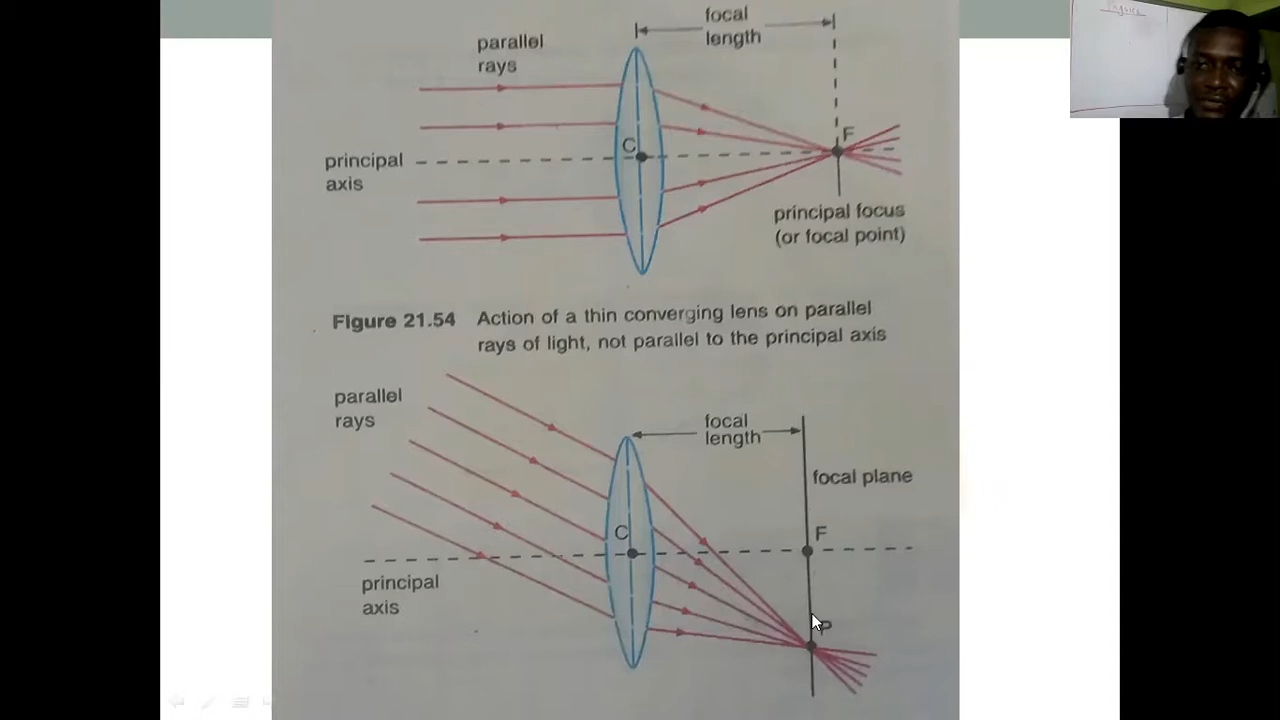 Physics
focal
length
parallel
rays
C
F
principal
axis
principal focus
(or focal point)
Figure 21.54 Action of a thin converging lens on parallel
rays of light, not parallel to the principal axis
parallel
rays
focal
length
focal plane
C
F
principal
axis
P